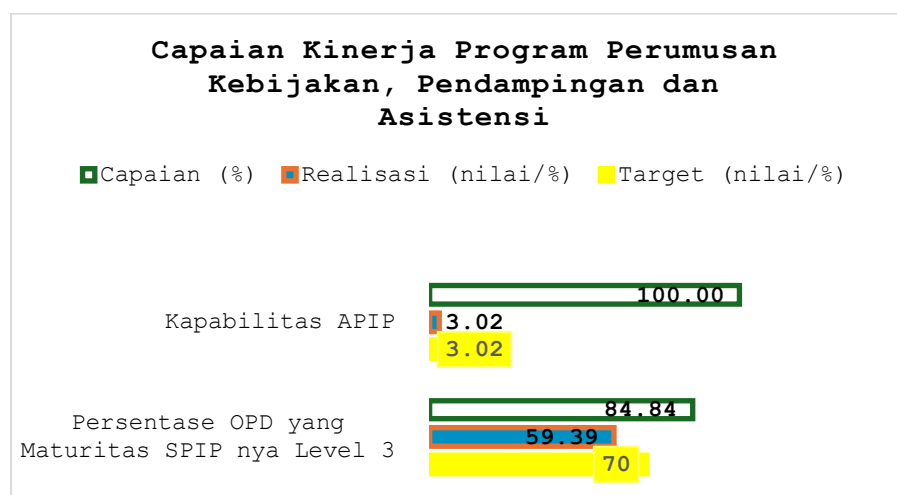 Capaian Kinerja Program Perumusan
Kebijakan, Pendampingan dan
Asistensi
Capaian (%) Realisasi (nilai/%) Target (nilai/%)
100.00
Kapabilitas APIP 3.02
3.02
84.84
Persentase OPD yang
Maturitas SPIP nya Level 3
59.39
70